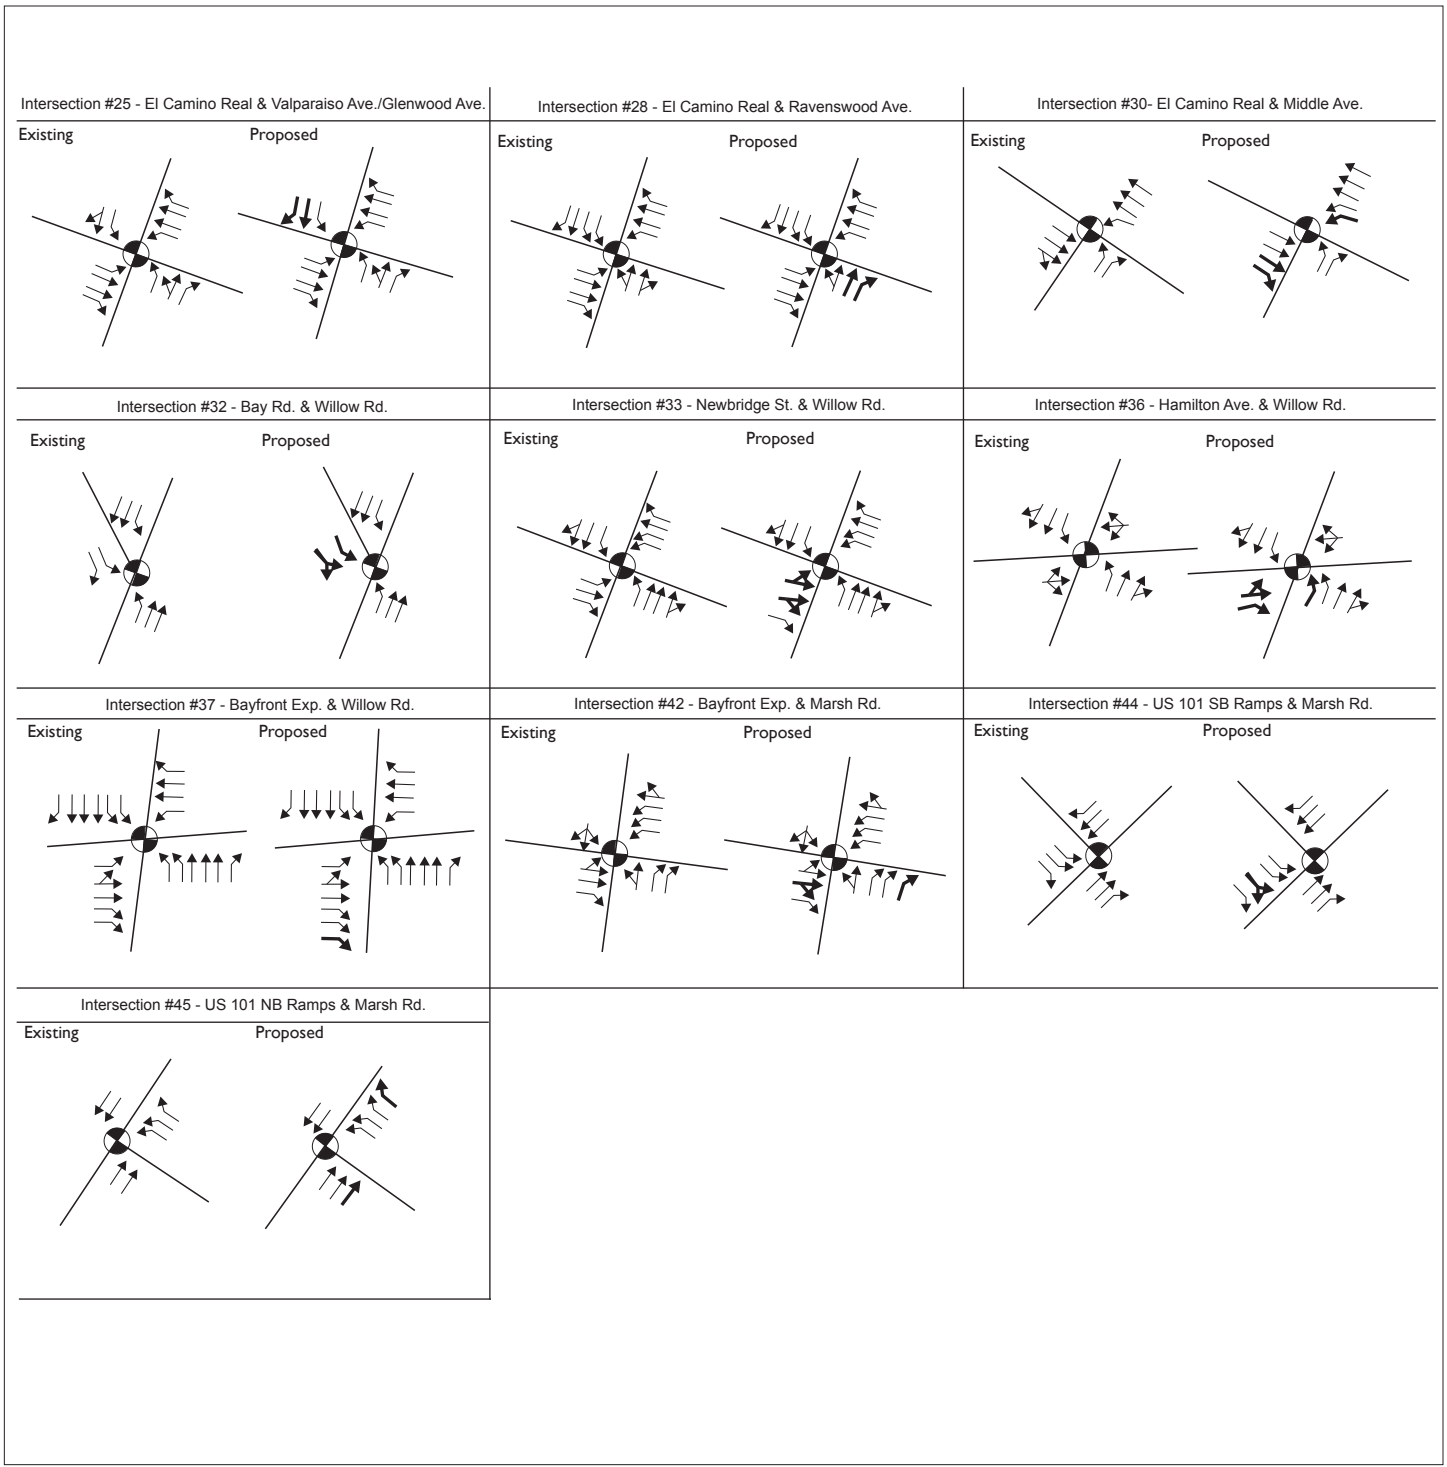 Intersection #25 - El Camino Real & Valparaiso Ave./Glenwood Ave.
Existing
Proposed
Intersection #28 - El Camino Real & Ravenswood Ave.
Existing
Proposed
Intersection #30- El Camino Real & Middle Ave.
Existing
Proposed
Intersection #32 - Bay Rd. & Willow Rd.
Existing
Proposed
Intersection #33 - Newbridge St. & Willow Rd.
Existing
Proposed
Intersection #36 - Hamilton Ave. & Willow Rd.
Existing
Proposed
Intersection #37 - Bayfront Exp. & Willow Rd.
Existing
Proposed
Intersection #42 - Bayfront Exp. & Marsh Rd.
Existing
Proposed
Intersection #44 - US 101 SB Ramps & Marsh Rd.
Existing
Proposed
Intersection #45 - US 101 NB Ramps & Marsh Rd.
Existing
Proposed